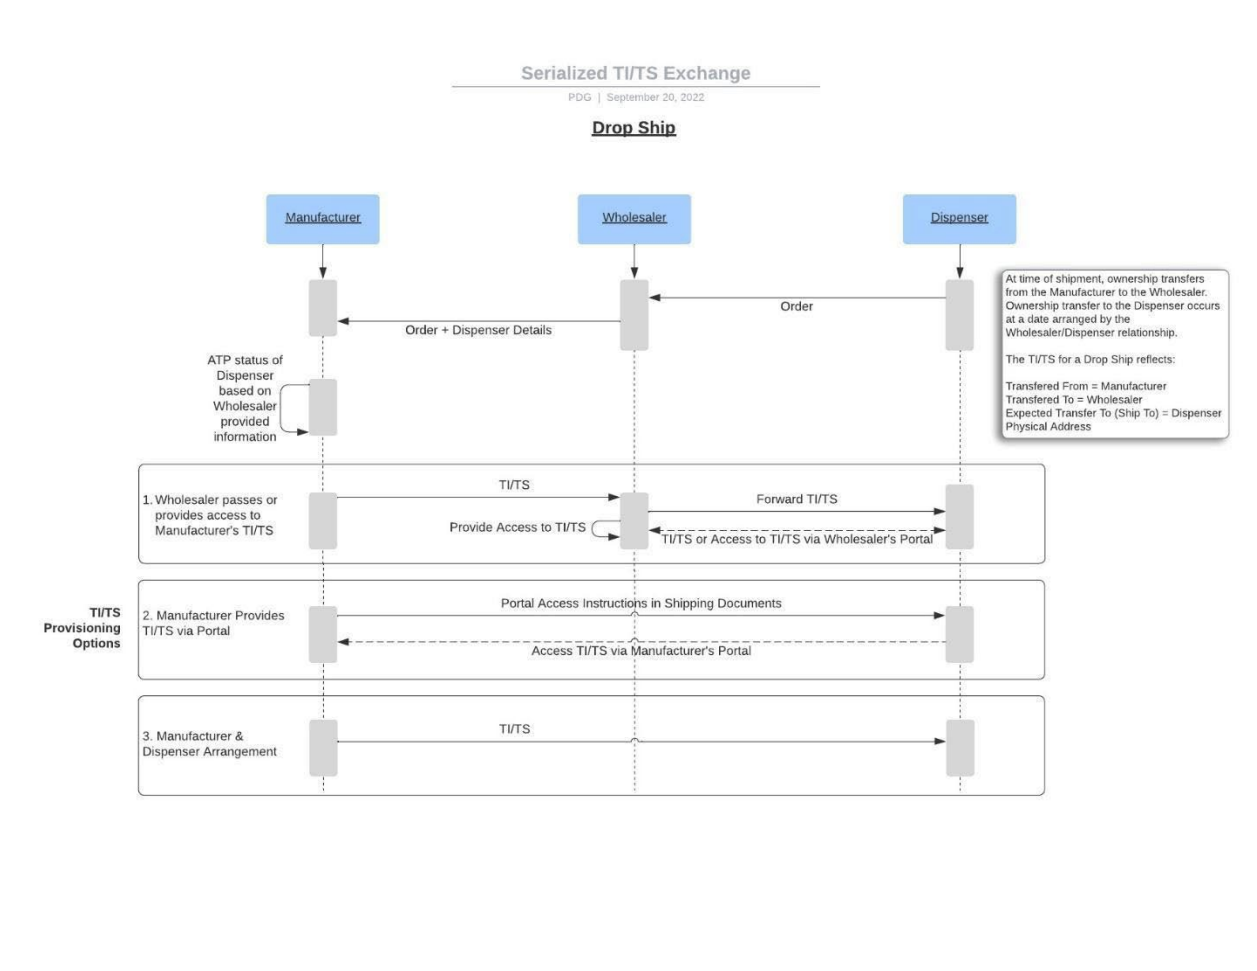 Serialized TI/TS Exchange
PDG | September 20, 2022
Drop Ship
Manufacturer
Wholesaler
Dispenser
At time of shipment, ownership transfers
from the Manufacturer to the Wholesaler.
Ownership transfer to the Dispenser occurs
at a date arranged by the
Wholesaler/Dispenser relationship.
The TI/TS for a Drop Ship reflects:
Transfered From = Manufacturer
Transfered To = Wholesaler
Expected Transfer To (Ship To) = Dispenser
Physical Address
Order
Order + Dispenser Details
ATP status of
Dispenser
based on
Wholesaler
provided
information
1. Wholesaler passes or
provides access to
Manufacturer's TI/TS
TI/TS
Forward TI/TS
Provide Access to TI/TS
TI/TS or Access to TI/TS via Wholesaler's Portal
TI/TS
Provisioning
Options
2. Manufacturer Provides
TI/TS via Portal
Portal Access Instructions in Shipping Documents
Access TI/TS via Manufacturer's Portal
3. Manufacturer &
Dispenser Arrangement
TI/TS